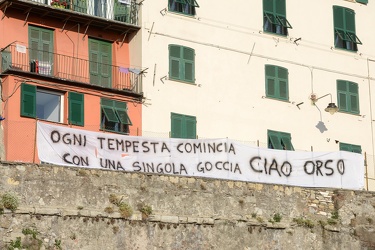 OGNI TEMPESTA COMINCIA
CON UNA SINGOLA GOCCIA CIAO ORSO